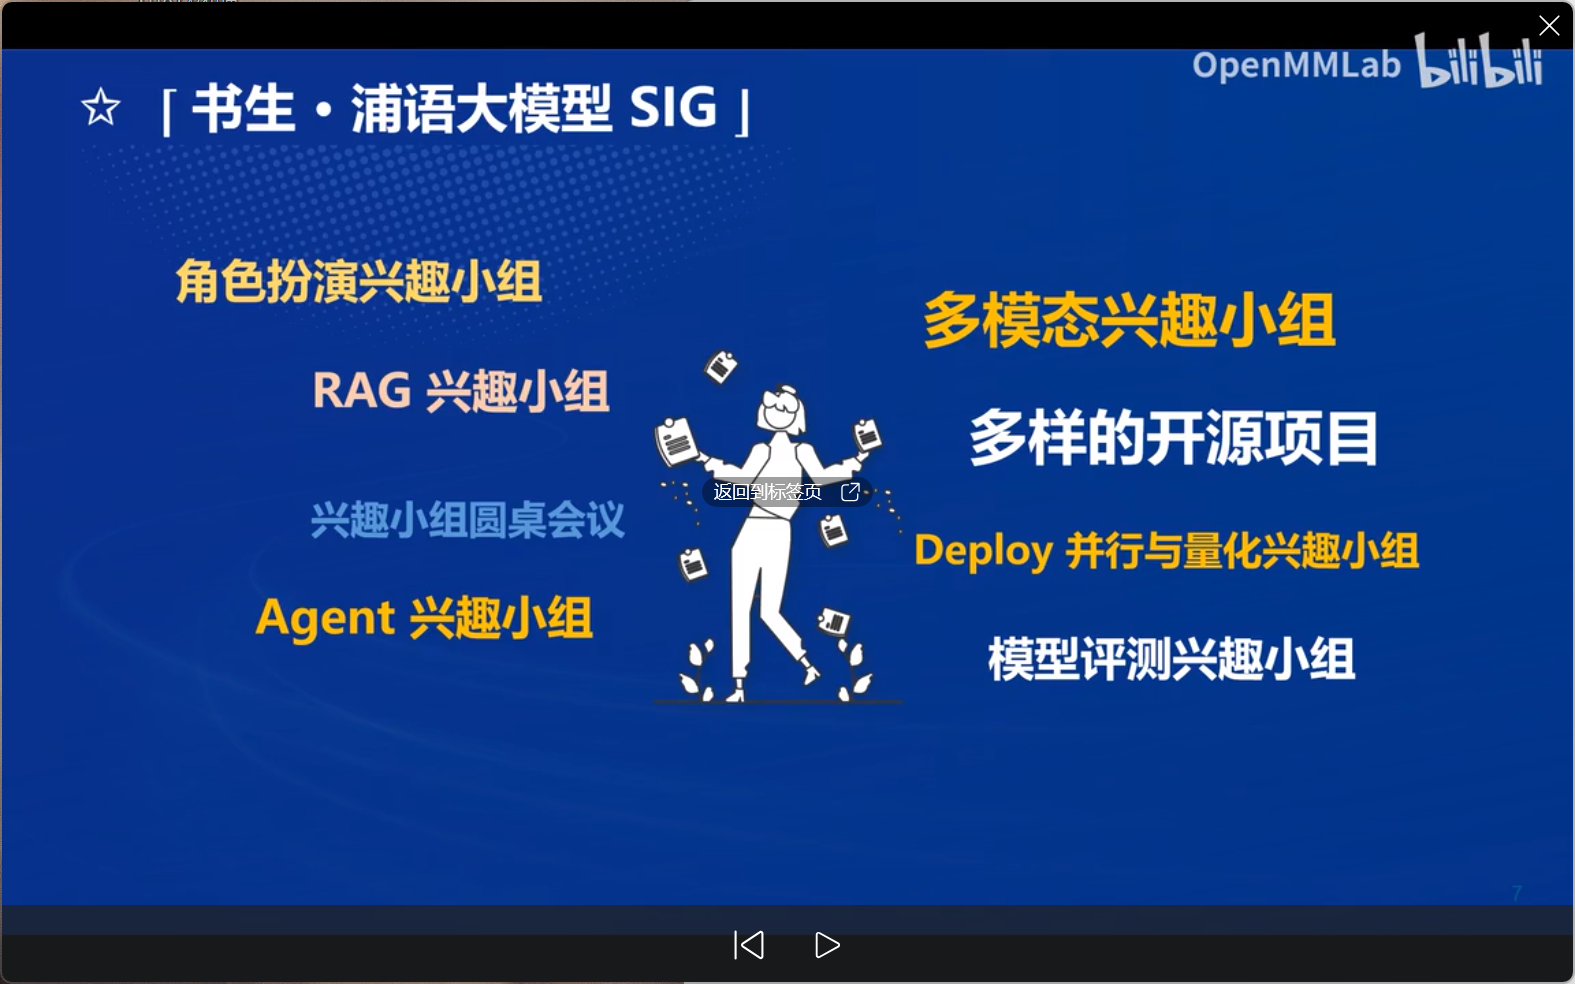 OpenMMLab bilibili
「书生・浦语大模型 SIG」
角色扮演兴趣小组
RAG 兴趣小组
兴趣小组圆桌会议
Agent 兴趣小组
多模态兴趣小组
多样的开源项目
Deploy 并行与量化兴趣小组
模型评测兴趣小组
返回到标签页
7